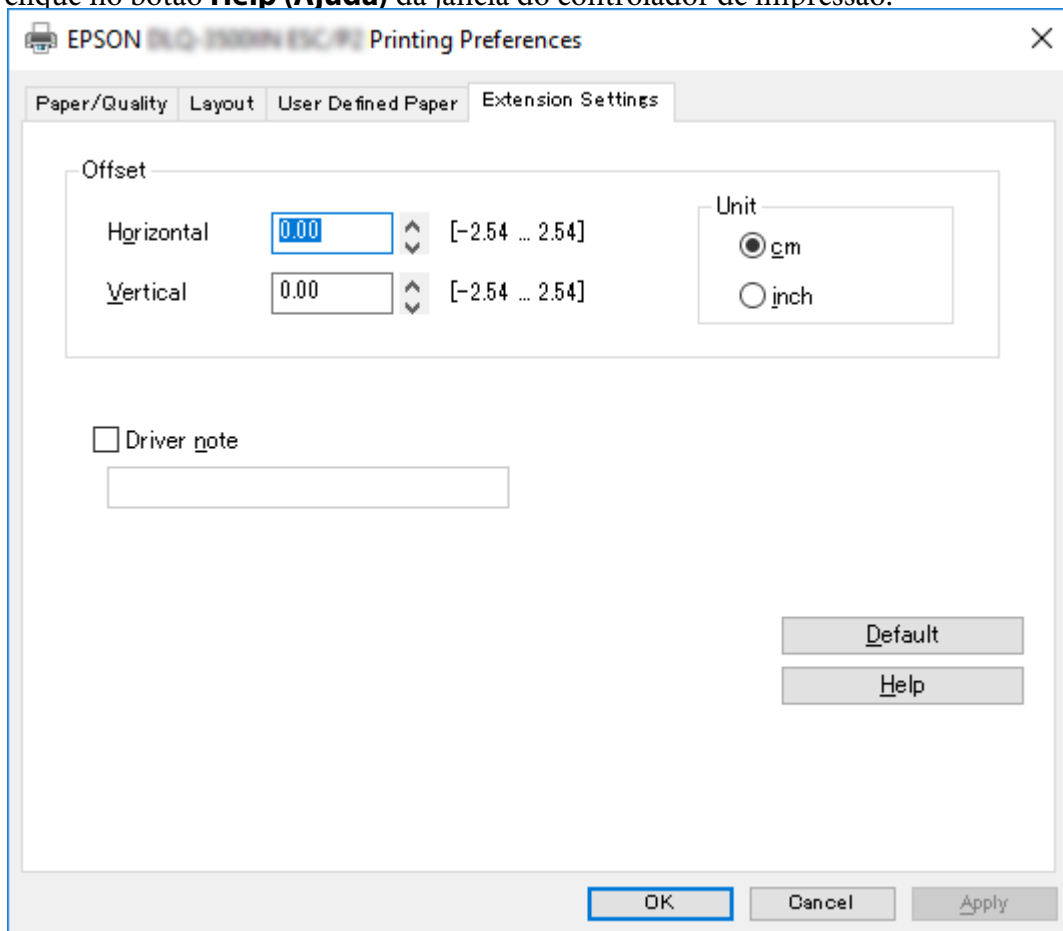 clique no botão Help (Ajuda) da janela do controlador de impressão.
EPSON Printing Preferences
Paper/Quality Layout User Defined Paper Extension Settings
Offset
Horizontal 0.00 [-2.54 ... 2.54]
Vertical 0.00 [-2.54 ... 2.54]
Unit
cm
inch
Driver note
Default
Help
OK Cancel Apply